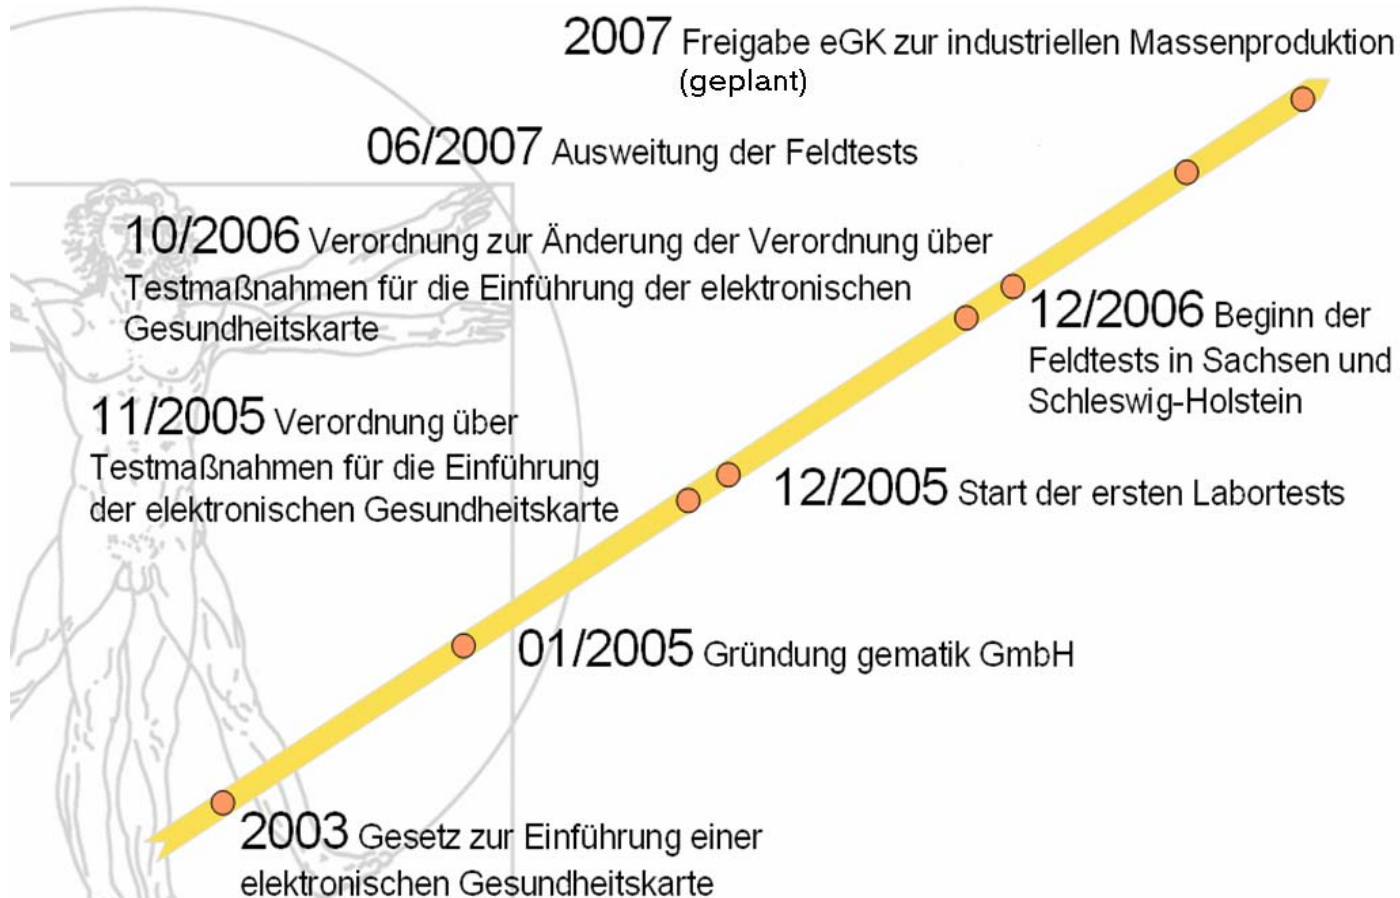 2007 Freigabe eGK zur industriellen Massenproduktion
(geplant)
06/2007 Ausweitung der Feldtests
10/2006 Verordnung zur Änderung der Verordnung über
Testmaßnahmen für die Einführung der elektronischen
Gesundheitskarte
12/2006 Beginn der
Feldtests in Sachsen und
Schleswig-Holstein
11/2005 Verordnung über
Testmaßnahmen für die Einführung
der elektronischen Gesundheitskarte
12/2005 Start der ersten Labortests
01/2005 Gründung gematik GmbH
2003 Gesetz zur Einführung einer
elektronischen Gesundheitskarte